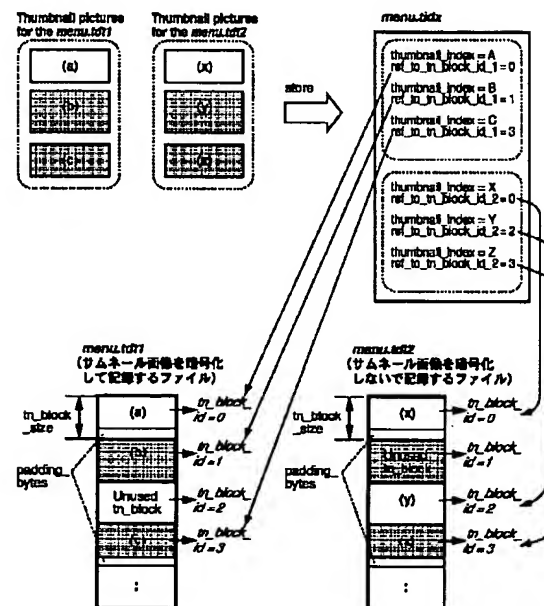 Thumbnail pictures
for the menu.tdt1
(a)
(b)
(c)
Thumbnail pictures
for the menu.tdt2
(x)
(y)
store
menu.tidx
thumbnail_index = A
ref_to_tn_block_id_1 = 0
thumbnail_index = B
ref_to_tn_block_id_1 = 1
thumbnail_index = C
ref_to_tn_block_id_1 = 3
thumbnail_index = X
ref_to_tn_block_id_2 = 0
thumbnail_index = Y
ref_to_tn_block_id_2 = 2
thumbnail_index = Z
ref_to_tn_block_id_2 = 3
menu.tdt1
(サムネール画像を暗号化
して記録するファイル)
tn_block
_size
padding_
bytes
(a)
(b)
Unused
tn_block
(c)
:
tn_block_
id=0
tn_block_
id=1
tn_block_
id=2
tn_block_
id=3
menu.tdt2
(サムネール画像を暗号化
しないで記録するファイル)
tn_block
_size
padding_
bytes
(x)
Unused
tn_block
(y)
:
tn_block_
id=0
tn_block_
id=1
tn_block_
id=2
tn_block_
id=3